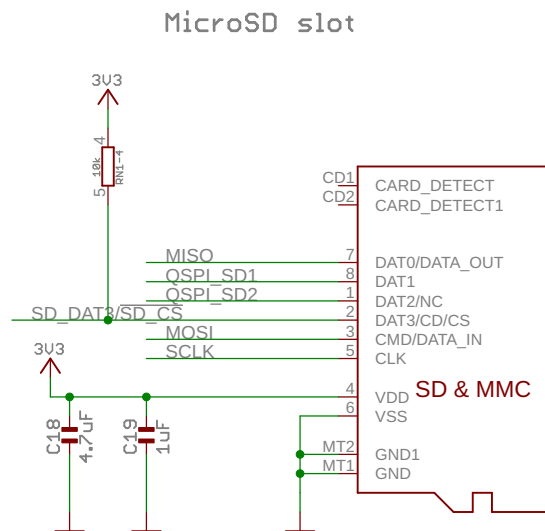 MicroSD slot
3V3
4
10k
RN1-4
5
CD1 CARD_DETECT
CD2 CARD_DETECT1
MISO 7 DAT0/DATA_OUT
QSPI_SD1 8 DAT1
QSPI_SD2 1 DAT2/NC
SD_DAT3/SD_CS 2 DAT3/CD/CS
MOSI 3 CMD/DATA_IN
SCLK 5 CLK
3V3
4 VDD SD & MMC
6 VSS
C18 4.7uF C19 1uF
MT2 GND1
MT1 GND